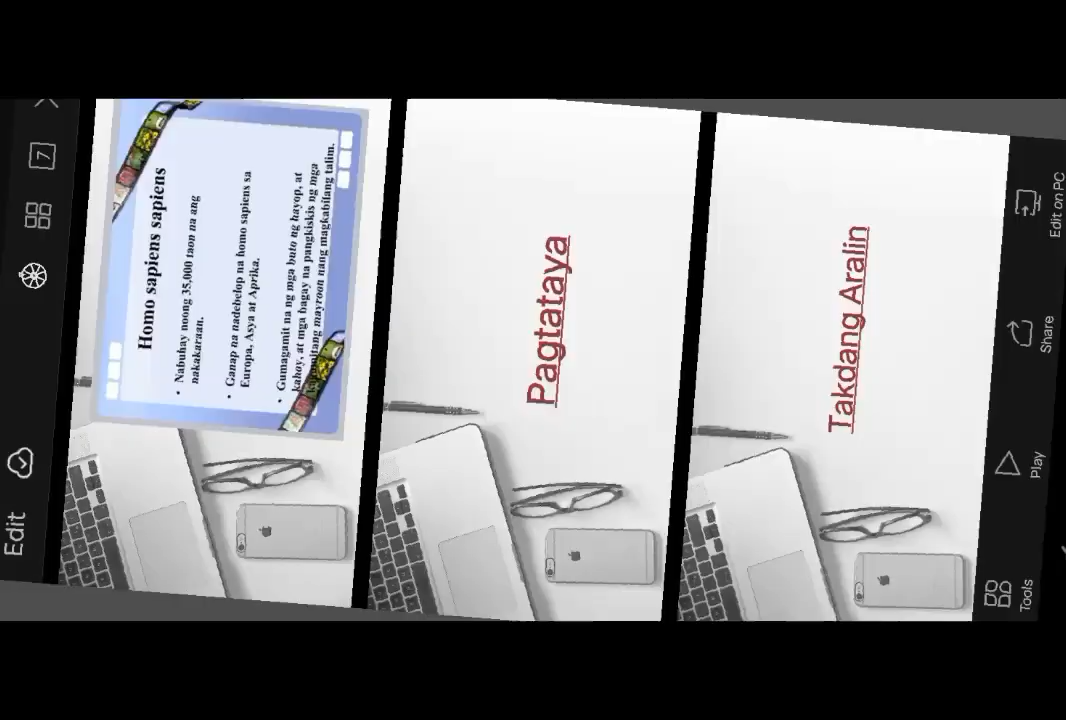 Edit
7
Homo sapiens sapiens
• Nabuhay noong 35,000 taon na ang
nakakaraan.
• Ganap na nadebelop na homo sapiens sa
Europa, Asya at Aprika.
• Gumagamit na ng mga buto ng hayop, at
kahoy, at mga bagay na pangkiskis ng mga
mayroon nang magkabilang talim.
Pagtataya
Takdang Aralin
Tools
Play
Share
Edit on PC